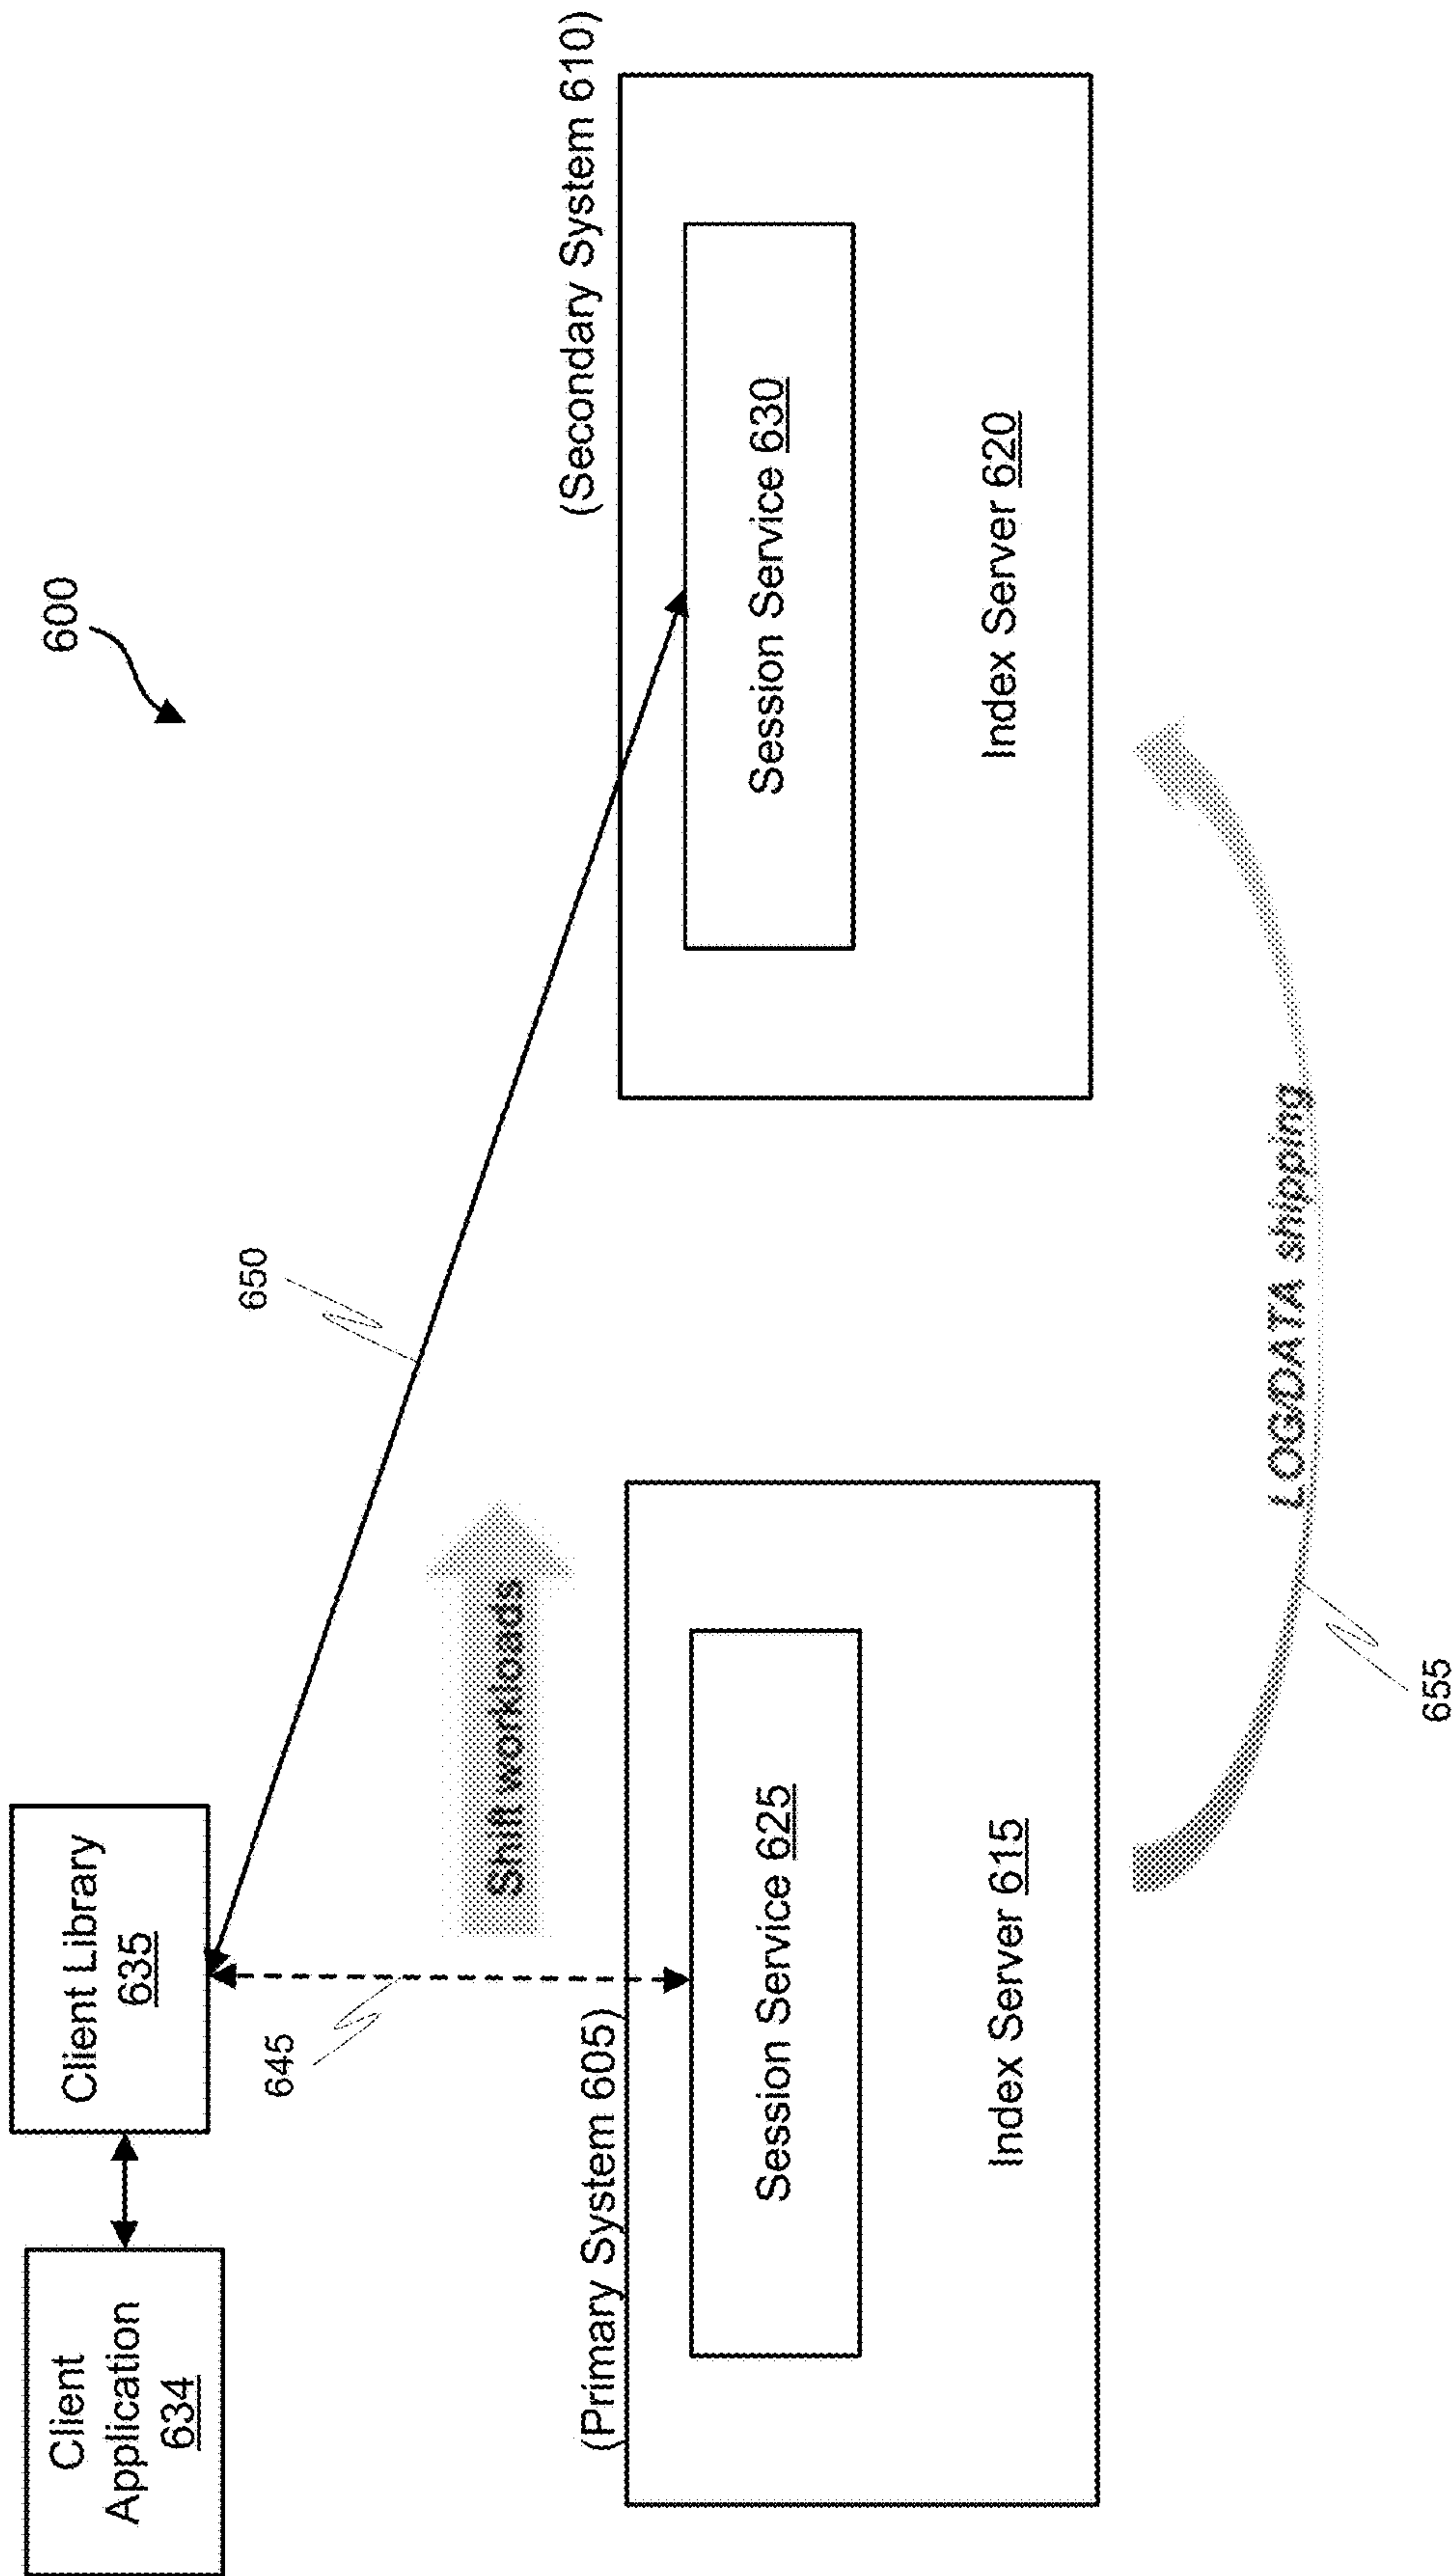 600
Client
Application
634
Client Library
635
650
645
Shift workloads
(Primary System 605)
(Secondary System 610)
Session Service 625
Index Server 615
Session Service 630
Index Server 620
LOG/DATA shipping
655